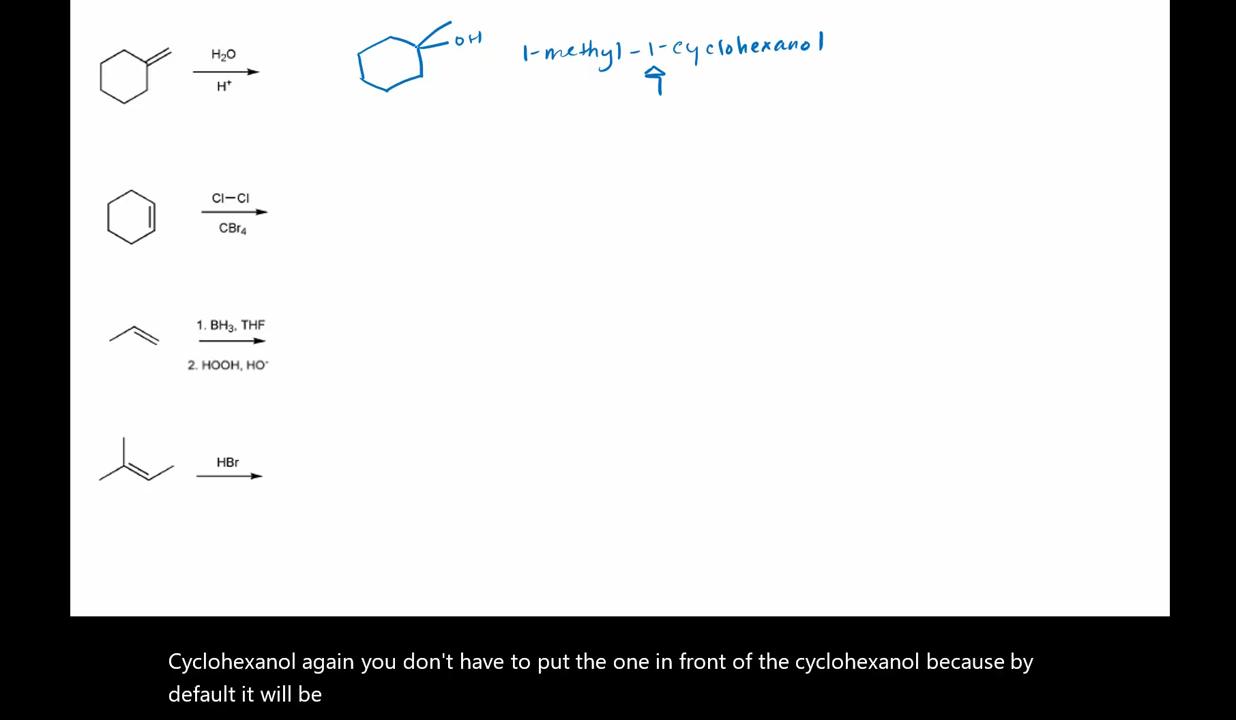 H₂O
H⁺
OH
1-methyl-1-cyclohexanol
Cl–Cl
CBr₄
1. BH₃, THF
2. HOOH, HO⁻
HBr
Cyclohexanol again you don't have to put the one in front of the cyclohexanol because by
default it will be